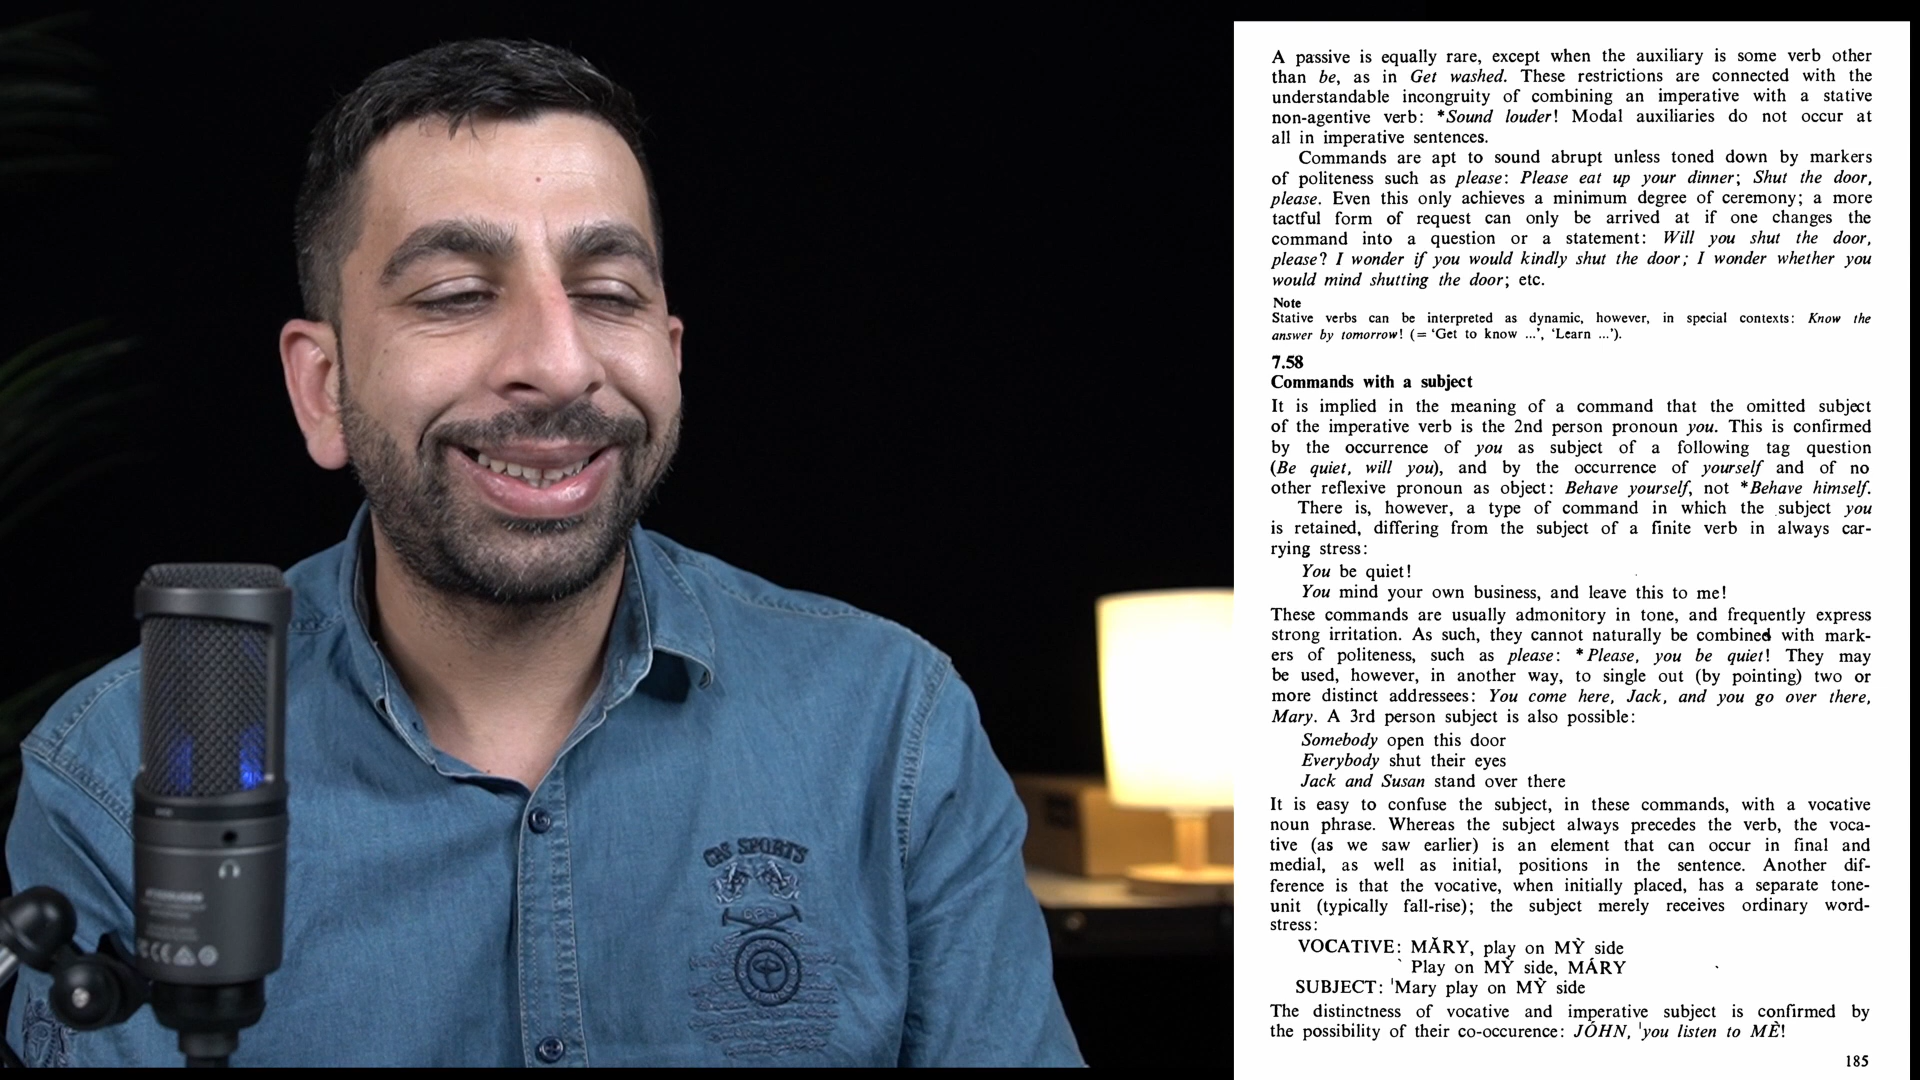 A passive is equally rare, except when the auxiliary is some verb other
than be, as in Get washed. These restrictions are connected with the
understandable incongruity of combining an imperative with a stative
non-agentive verb: *Sound louder! Modal auxiliaries do not occur at
all in imperative sentences.
Commands are apt to sound abrupt unless toned down by markers
of politeness such as please: Please eat up your dinner; Shut the door,
please. Even this only achieves a minimum degree of ceremony; a more
tactful form of request can only be arrived at if one changes the
command into a question or a statement: Will you shut the door,
please? I wonder if you would kindly shut the door; I wonder whether you
would mind shutting the door; etc.
Note
Stative verbs can be interpreted as dynamic, however, in special contexts: Know the
answer by tomorrow! (= ‘Get to know ...’, ‘Learn ...’).
7.58
Commands with a subject
It is implied in the meaning of a command that the omitted subject
of the imperative verb is the 2nd person pronoun you. This is confirmed
by the occurrence of you as subject of a following tag question
(Be quiet, will you), and by the occurrence of yourself and of no
other reflexive pronoun as object: Behave yourself, not *Behave himself.
There is, however, a type of command in which the subject you
is retained, differing from the subject of a finite verb in always car-
rying stress:
You be quiet!
You mind your own business, and leave this to me!
These commands are usually admonitory in tone, and frequently express
strong irritation. As such, they cannot naturally be combined with mark-
ers of politeness, such as please: *Please, you be quiet! They may
be used, however, in another way, to single out (by pointing) two or
more distinct addressees: You come here, Jack, and you go over there,
Mary. A 3rd person subject is also possible:
Somebody open this door
Everybody shut their eyes
Jack and Susan stand over there
It is easy to confuse the subject, in these commands, with a vocative
noun phrase. Whereas the subject always precedes the verb, the voca-
tive (as we saw earlier) is an element that can occur in final and
medial, as well as initial, positions in the sentence. Another dif-
ference is that the vocative, when initially placed, has a separate tone-
unit (typically fall-rise); the subject merely receives ordinary word-
stress:
VOCATIVE: MĂRY, play on MỲ side
Play on MỲ side, MÁRY
SUBJECT: ˈMary play on MỲ side
The distinctness of vocative and imperative subject is confirmed by
the possibility of their co-occurence: JÓHN, ˈyou listen to MÈ!
185
SPORTS